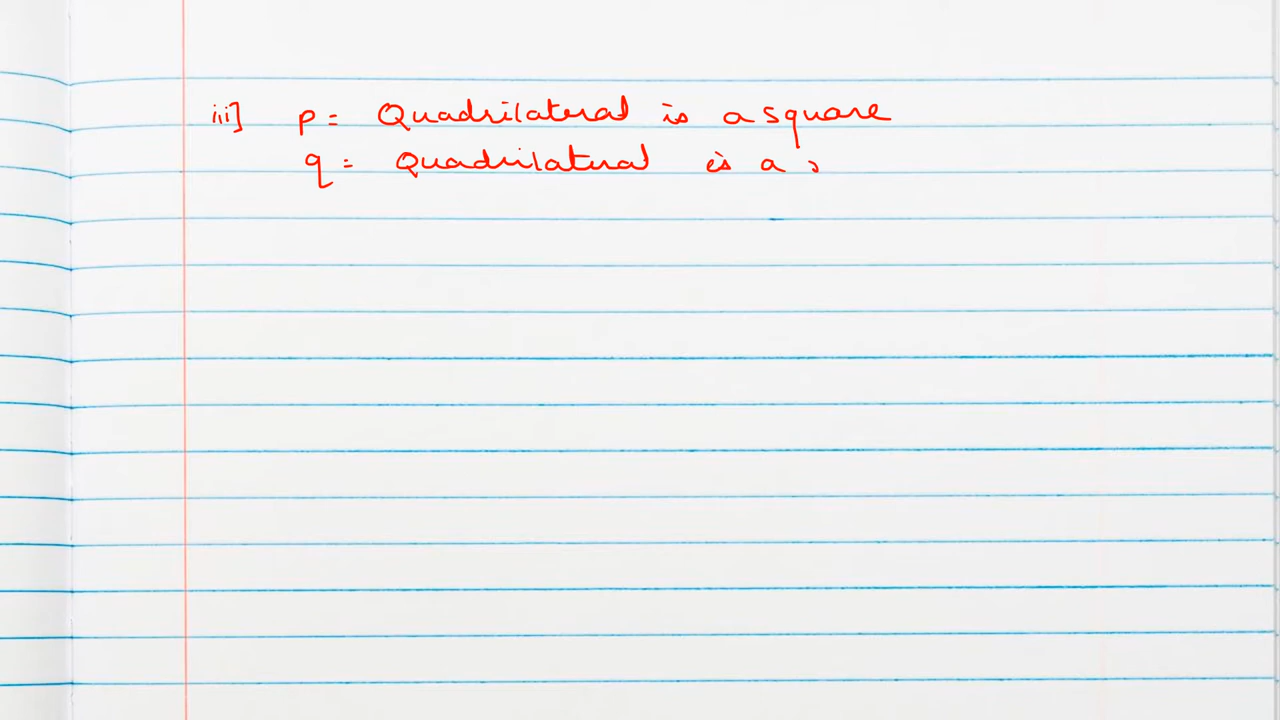 iii] p = Quadrilateral is a square
q = Quadrilateral is a